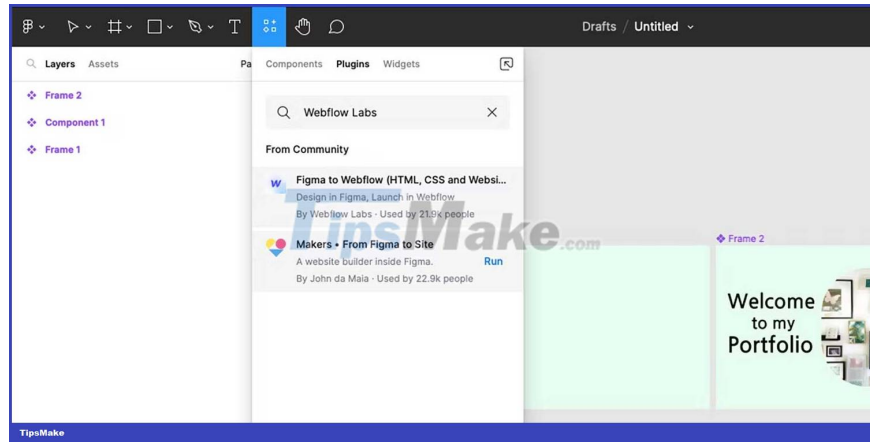 Drafts / Untitled
Layers Assets Pa
Components Plugins Widgets
Frame 2
Component 1
Frame 1
Webflow Labs
From Community
W Figma to Webflow (HTML, CSS and Websi...
Design in Figma, Launch in Webflow
By Webflow Labs · Used by 21.9k people
TipsMake.com
Makers • From Figma to Site
A website builder inside Figma.
Run
By John da Maia · Used by 22.9k people
Frame 2
Welcome
to my
Portfolio
TipsMake